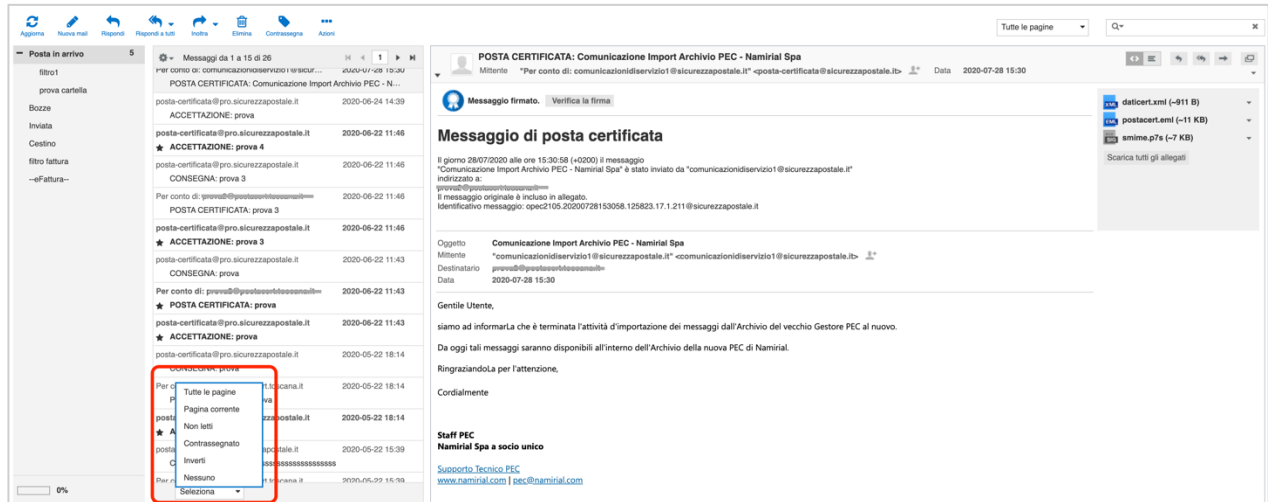 Aggiorna Nuova mail Rispondi Rispondi a tutti Inoltra Elimina Contrassegna Azioni
Tutte le pagine
Posta in arrivo 5
filtro1
prova cartella
Bozze
Inviata
Cestino
filtro fattura
--eFattura--
0%
Messaggi da 1 a 15 di 26 1
Per conto di: comunicazionidiservizio1@sicur... 2020-07-28 15:30
POSTA CERTIFICATA: Comunicazione Import Archivio PEC - N...
posta-certificata@pro.sicurezzapostale.it 2020-06-24 14:39
ACCETTAZIONE: prova
posta-certificata@pro.sicurezzapostale.it 2020-06-22 11:46
★ ACCETTAZIONE: prova 4
posta-certificata@pro.sicurezzapostale.it 2020-06-22 11:46
CONSEGNA: prova 3
Per conto di: 2020-06-22 11:46
POSTA CERTIFICATA: prova 3
posta-certificata@pro.sicurezzapostale.it 2020-06-22 11:46
★ ACCETTAZIONE: prova 3
posta-certificata@pro.sicurezzapostale.it 2020-06-22 11:43
CONSEGNA: prova
Per conto di: 2020-06-22 11:43
★ POSTA CERTIFICATA: prova
posta-certificata@pro.sicurezzapostale.it 2020-06-22 11:43
★ ACCETTAZIONE: prova
posta-certificata@pro.sicurezzapostale.it 2020-05-22 18:14
CONSEGNA: prova
2020-05-22 18:14
2020-05-22 18:14
2020-05-22 15:39
2020-05-22 15:39
Tutte le pagine
Pagina corrente
Non letti
Contrassegnato
Inverti
Nessuno
Seleziona
POSTA CERTIFICATA: Comunicazione Import Archivio PEC - Namirial Spa
Mittente "Per conto di: comunicazionidiservizio1@sicurezzapostale.it" <posta-certificata@sicurezzapostale.it> Data 2020-07-28 15:30
Messaggio firmato. Verifica la firma
Messaggio di posta certificata
Il giorno 28/07/2020 alle ore 15:30:58 (+0200) il messaggio
"Comunicazione Import Archivio PEC - Namirial Spa" è stato inviato da "comunicazionidiservizio1@sicurezzapostale.it"
indirizzato a:
Il messaggio originale è incluso in allegato.
Identificativo messaggio: opec2105.20200728153058.125823.17.1.211@sicurezzapostale.it
Oggetto Comunicazione Import Archivio PEC - Namirial Spa
Mittente "comunicazionidiservizio1@sicurezzapostale.it" <comunicazionidiservizio1@sicurezzapostale.it>
Destinatario
Data 2020-07-28 15:30
Gentile Utente,
siamo ad informarLa che è terminata l'attività d'importazione dei messaggi dall'Archivio del vecchio Gestore PEC al nuovo.
Da oggi tali messaggi saranno disponibili all'interno dell'Archivio della nuova PEC di Namirial.
RingraziandoLa per l'attenzione,
Cordialmente
Staff PEC
Namirial Spa a socio unico
Supporto Tecnico PEC
www.namirial.com | pec@namirial.com
daticert.xml (~911 B)
postacert.eml (~11 KB)
smime.p7s (~7 KB)
Scarica tutti gli allegati